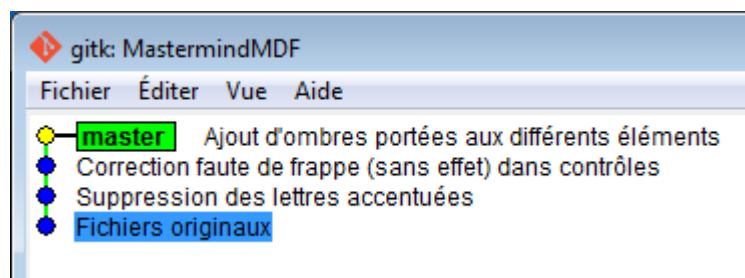 gitk: MastermindMDF
Fichier Éditer Vue Aide
master Ajout d'ombres portées aux différents éléments
Correction faute de frappe (sans effet) dans contrôles
Suppression des lettres accentuées
Fichiers originaux